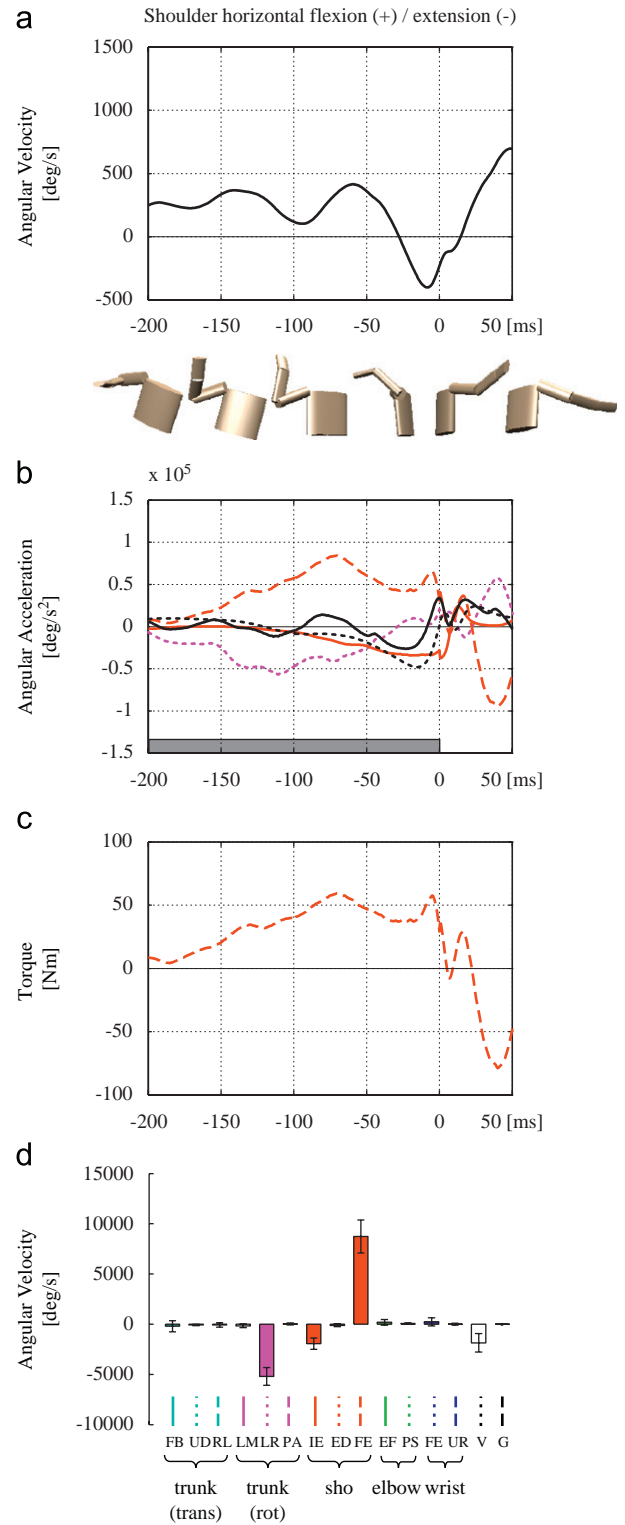 a
Shoulder horizontal flexion (+) / extension (-)
1500
1000
500
0
-500
Angular Velocity
[deg/s]
-200 -150 -100 -50 0 50 [ms]
b
x 10^5
1.5
1
0.5
0
-0.5
-1
-1.5
Angular Acceleration
[deg/s²]
-200 -150 -100 -50 0 50 [ms]
c
100
50
0
-50
-100
Torque
[Nm]
-200 -150 -100 -50 0 50 [ms]
d
15000
10000
5000
0
-5000
-10000
Angular Velocity
[deg/s]
FB UD RL LM LR PA IE ED FE EF PS FE UR V G
trunk trunk sho elbow wrist
(trans) (rot)